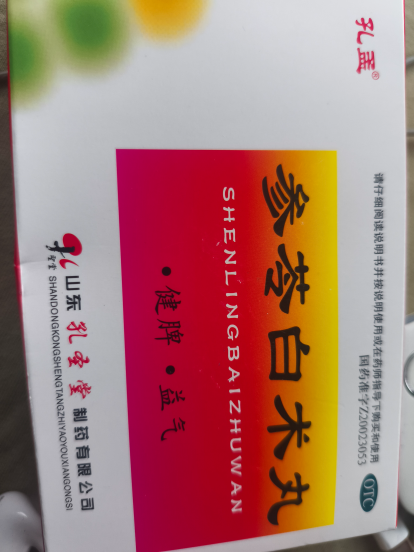 孔孟®
请仔细阅读说明书并按说明使用或在药师指导下购买和使用
国药准字Z20023053
OTC
参苓白术丸
SHENLINGBAIZHUWAN
•健脾 •益气
孔 圣堂
山东孔圣堂制药有限公司
SHANDONGKONGSHENGTANGZHIYAOYOUXIANGONGSI